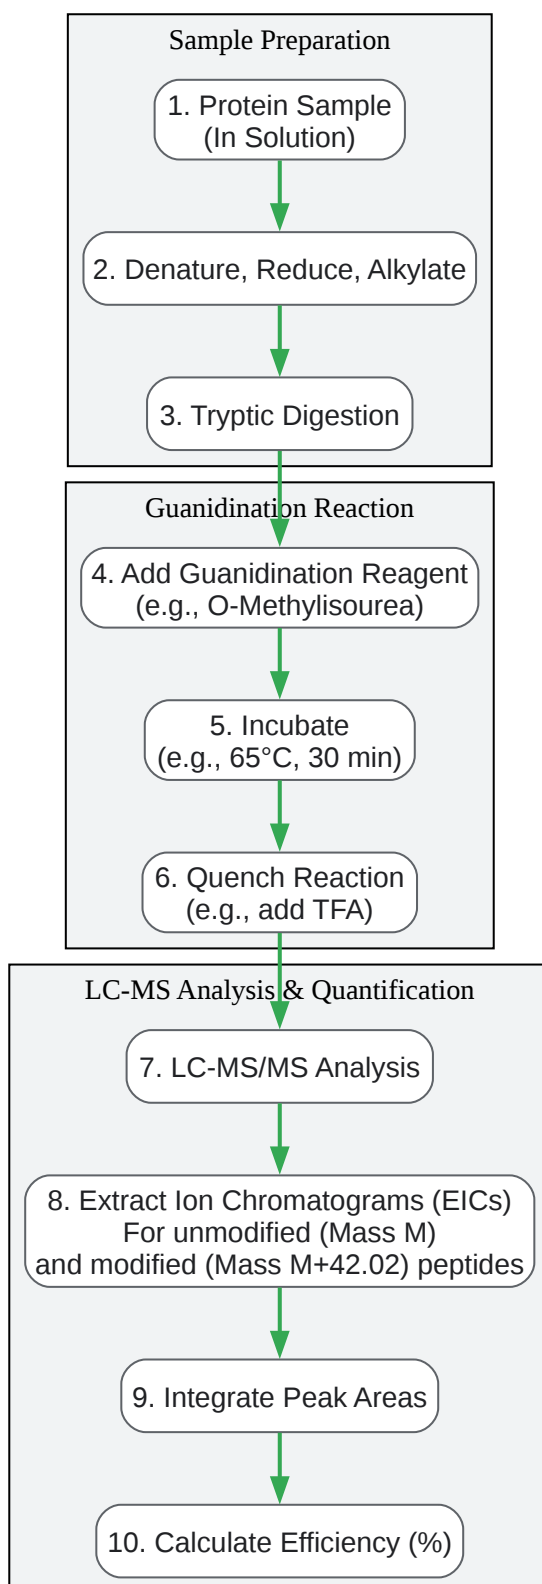 Sample Preparation
1. Protein Sample
(In Solution)
2. Denature, Reduce, Alkylate
3. Tryptic Digestion
Guanidination Reaction
4. Add Guanidination Reagent
(e.g., O-Methylisourea)
5. Incubate
(e.g., 65°C, 30 min)
6. Quench Reaction
(e.g., add TFA)
LC-MS Analysis & Quantification
7. LC-MS/MS Analysis
8. Extract Ion Chromatograms (EICs)
For unmodified (Mass M)
and modified (Mass M+42.02) peptides
9. Integrate Peak Areas
10. Calculate Efficiency (%)